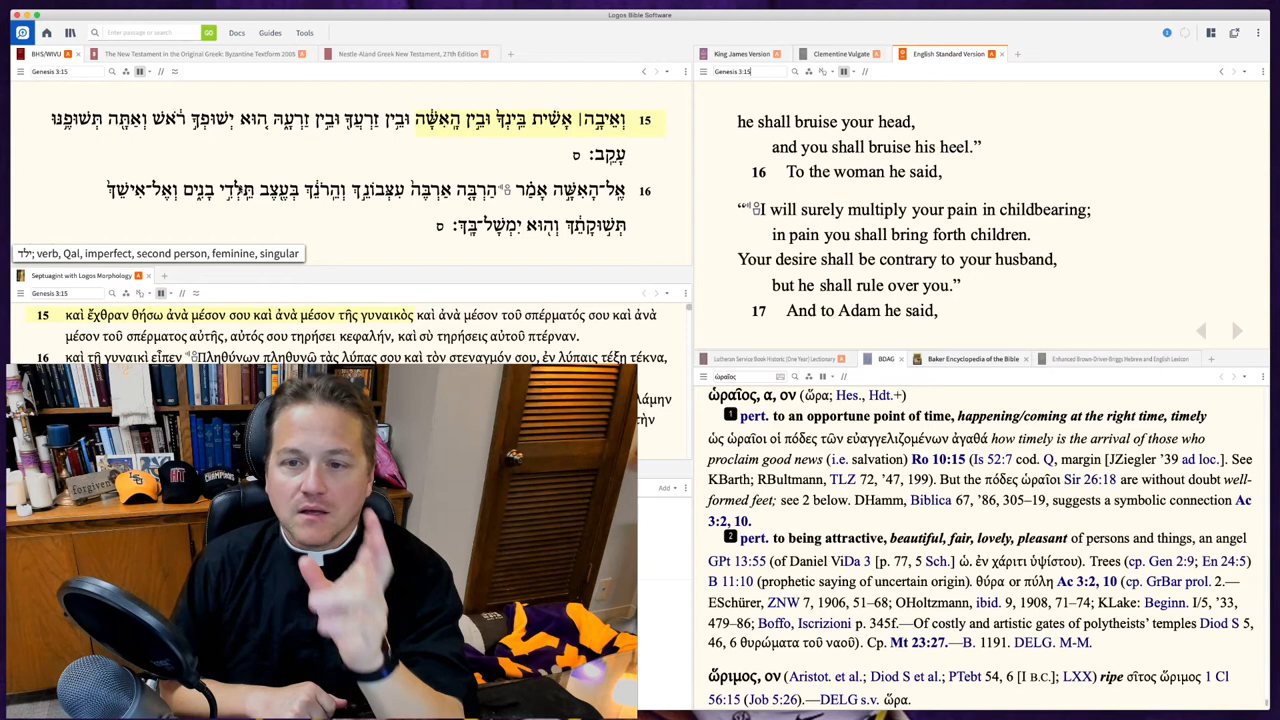 Logos Bible Software
Enter passage or search GO Docs Guides Tools
BHS/WIVU A The New Testament in the Original Greek: Byzantine Textform 2005 A Nestle-Aland Greek New Testament, 27th Edition A
Genesis 3:15
15 וְאֵיבָ֣ה׀ אָשִׁ֗ית בֵּֽינְךָ֙ וּבֵ֣ין הָֽאִשָּׁ֔ה וּבֵ֥ין זַרְעֲךָ֖ וּבֵ֣ין זַרְעָ֑הּ ה֚וּא יְשׁוּפְךָ֣ רֹ֔אשׁ וְאַתָּ֖ה תְּשׁוּפֶ֥נּוּ
עָקֵֽב׃ ס
16 אֶֽל־הָאִשָּׁ֣ה אָמַ֗ר הַרְבָּ֤ה אַרְבֶּה֙ עִצְּבוֹנֵ֣ךְ וְהֵֽרֹנֵ֔ךְ בְּעֶ֖צֶב תֵּֽלְדִ֣י בָנִ֑ים וְאֶל־אִישֵׁךְ֙
תְּשׁ֣וּקָתֵ֔ךְ וְה֖וּא יִמְשָׁל־בָּֽךְ׃ ס
ילד; verb, Qal, imperfect, second person, feminine, singular
Septuagint with Logos Morphology A
Genesis 3:15
15 καὶ ἔχθραν θήσω ἀνὰ μέσον σου καὶ ἀνὰ μέσον τῆς γυναικὸς καὶ ἀνὰ μέσον τοῦ σπέρματός σου καὶ ἀνὰ
μέσον τοῦ σπέρματος αὐτῆς, αὐτός σου τηρήσει κεφαλήν, καὶ σὺ τηρήσεις αὐτοῦ πτέρναν.
16 καὶ τῇ γυναικὶ εἶπεν Πληθύνων πληθυνῶ τὰς λύπας σου καὶ τὸν στεναγμόν σου, ἐν λύπαις τέξῃ τέκνα,
Add
King James Version A Clementine Vulgate A English Standard Version A
Genesis 3:15
he shall bruise your head,
and you shall bruise his heel.”
16 To the woman he said,
“I will surely multiply your pain in childbearing;
in pain you shall bring forth children.
Your desire shall be contrary to your husband,
but he shall rule over you.”
17 And to Adam he said,
Lutheran Service Book Historic (One Year) Lectionary A BDAG Baker Encyclopedia of the Bible Enhanced Brown-Driver-Briggs Hebrew and English Lexicon
ὡραῖος
ὡραῖος, α, ον (ὥρα; Hes., Hdt.+)
1 pert. to an opportune point of time, happening/coming at the right time, timely
ὡς ὡραῖοι οἱ πόδες τῶν εὐαγγελιζομένων ἀγαθά how timely is the arrival of those who
proclaim good news (i.e. salvation) Ro 10:15 (Is 52:7 cod. Q, margin [JZiegler ’39 ad loc.]. See
KBarth; RBultmann, TLZ 72, ’47, 199). But the πόδες ὡραῖοι Sir 26:18 are without doubt well-
formed feet; see 2 below. DHamm, Biblica 67, ’86, 305–19, suggests a symbolic connection Ac
3:2, 10.
2 pert. to being attractive, beautiful, fair, lovely, pleasant of persons and things, an angel
GPt 13:55 (of Daniel ViDa 3 [p. 77, 5 Sch.] ὡ. ἐν χάριτι ὑψίστου). Trees (cp. Gen 2:9; En 24:5)
B 11:10 (prophetic saying of uncertain origin). θύρα or πύλη Ac 3:2, 10 (cp. GrBar prol. 2.—
ESchürer, ZNW 7, 1906, 51–68; OHoltzmann, ibid. 9, 1908, 71–74; KLake: Beginn. I/5, ’33,
479–86; Boffo, Iscrizioni p. 345f.—Of costly and artistic gates of polytheists’ temples Diod S 5,
46, 6 θυρώματα τοῦ ναοῦ). Cp. Mt 23:27.—B. 1191. DELG. M-M.
ὥριμος, ον (Aristot. et al.; Diod S et al.; PTebt 54, 6 [I B.C.]; LXX) ripe σῖτος ὥριμος 1 Cl
56:15 (Job 5:26).—DELG s.v. ὥρα.
Forgiven
CHAMPIONS